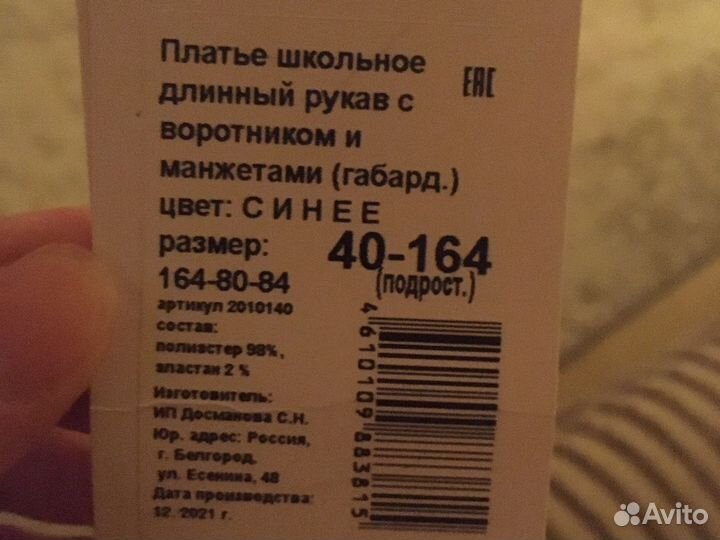 Платье школьное
длинный рукав с
воротником и
манжетами (габард.)
цвет: С И Н Е Е
размер:
164-80-84
40-164
(подрост.)
артикул 2010140
состав:
полиэстер 98%,
эластан 2 %
Изготовитель:
ИП Досманова С.Н.
Юр. адрес: Россия,
г. Белгород,
ул. Есенина, 48
Дата производства:
12. 2021 г.
EAC
4610109883815
Avito